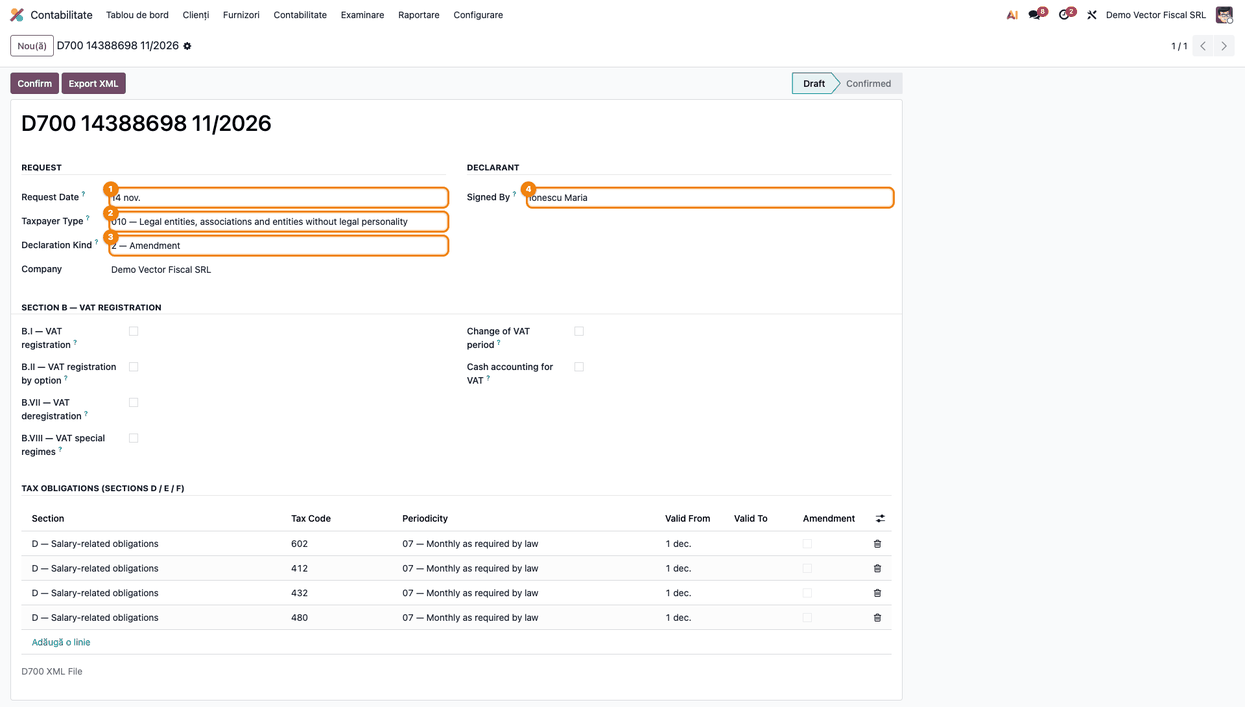 Contabilitate Tablou de bord Clienți Furnizori Contabilitate Examinare Raportare Configurare AI 8 2 Demo Vector Fiscal SRL
Nou(ă) D700 14388698 11/2026 1 / 1
Confirm Export XML Draft Confirmed
D700 14388698 11/2026
REQUEST DECLARANT
Request Date ? 1 14 nov. Signed By ? 4 Ionescu Maria
Taxpayer Type ? 2 010 — Legal entities, associations and entities without legal personality
Declaration Kind ? 3 2 — Amendment
Company Demo Vector Fiscal SRL
SECTION B — VAT REGISTRATION
B.I — VAT registration ? Change of VAT period ?
B.II — VAT registration by option ? Cash accounting for VAT ?
B.VII — VAT deregistration ?
B.VIII — VAT special regimes ?
TAX OBLIGATIONS (SECTIONS D / E / F)
Section Tax Code Periodicity Valid From Valid To Amendment
D — Salary-related obligations 602 07 — Monthly as required by law 1 dec.
D — Salary-related obligations 412 07 — Monthly as required by law 1 dec.
D — Salary-related obligations 432 07 — Monthly as required by law 1 dec.
D — Salary-related obligations 480 07 — Monthly as required by law 1 dec.
Adăugă o linie
D700 XML File